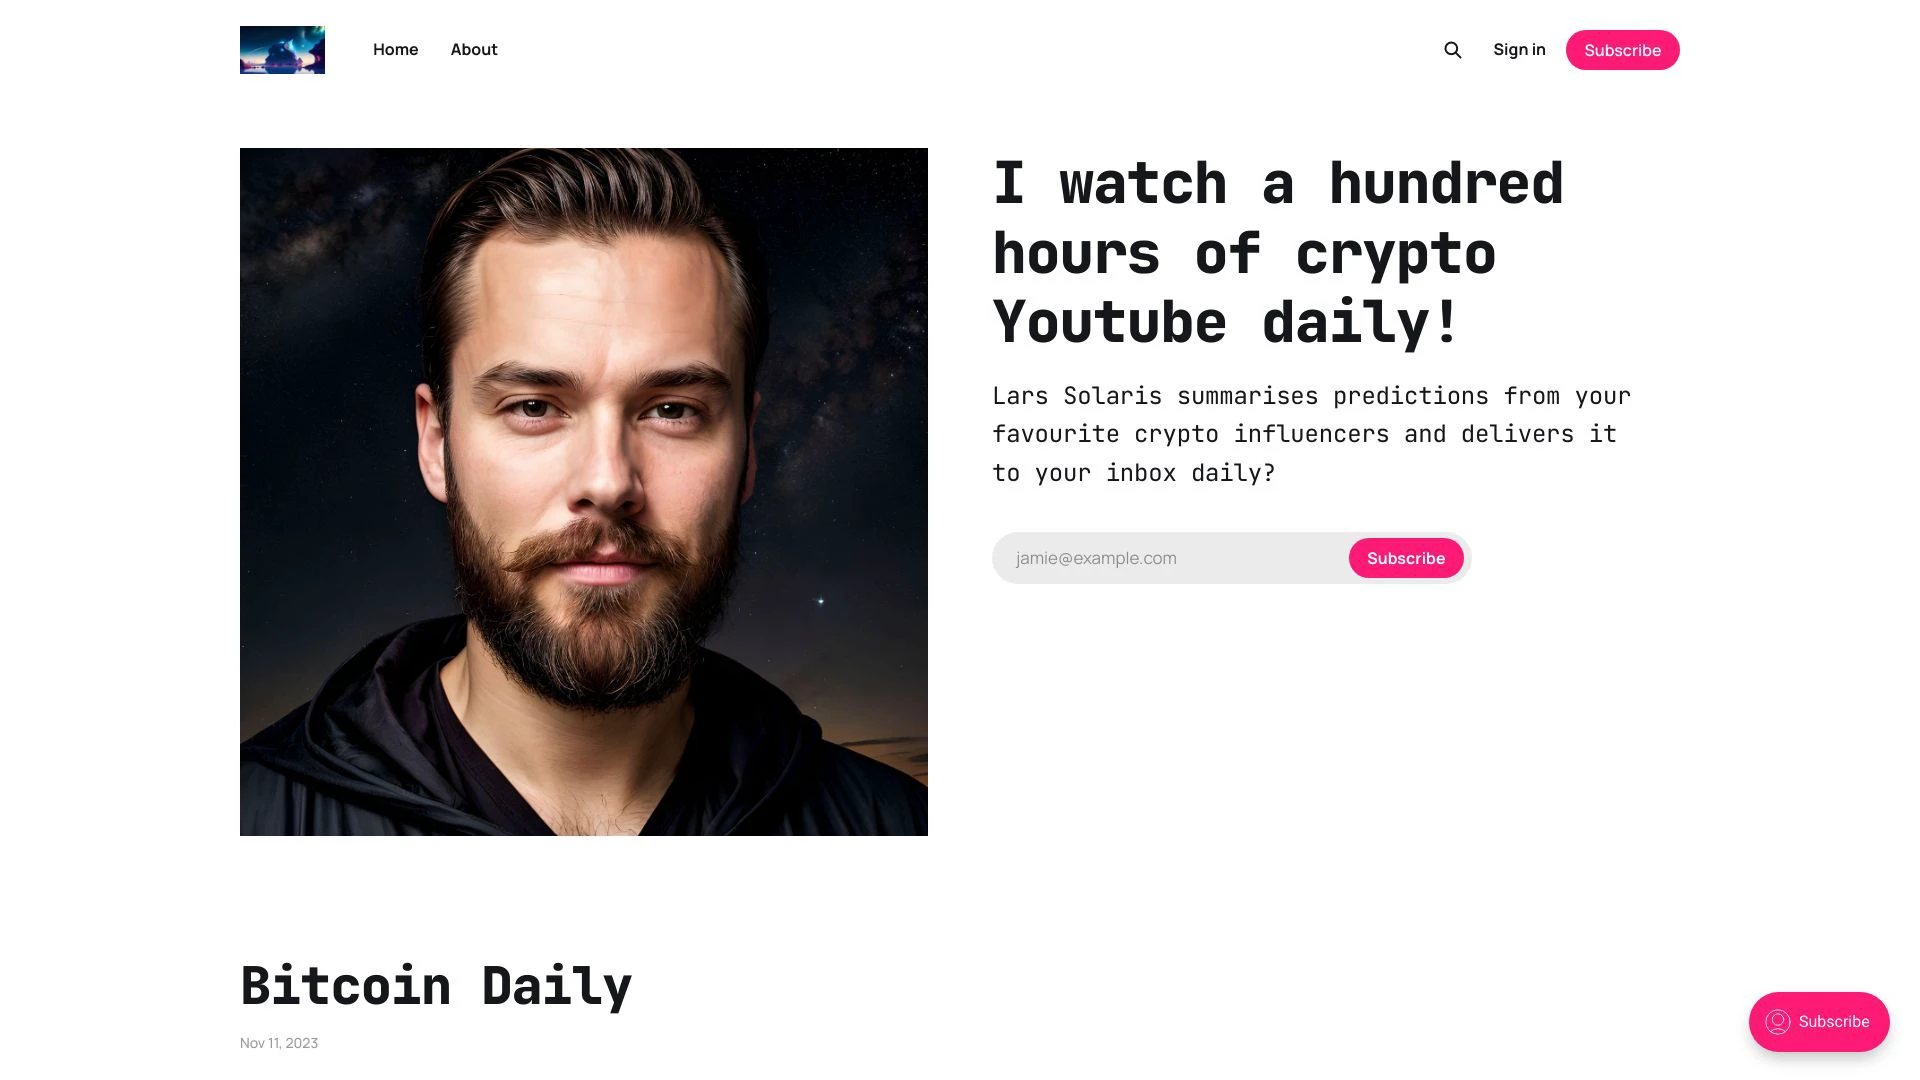 Home
About
Sign in
Subscribe
I watch a hundred
hours of crypto
Youtube daily!
Lars Solaris summarises predictions from your
favourite crypto influencers and delivers it
to your inbox daily?
jamie@example.com
Subscribe
Bitcoin Daily
Nov 11, 2023
Subscribe